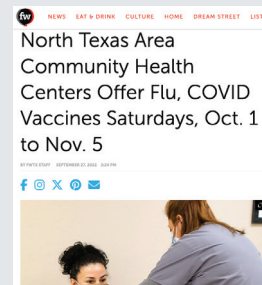 fw NEWS EAT & DRINK CULTURE HOME DREAM STREET LIST
North Texas Area
Community Health
Centers Offer Flu, COVID
Vaccines Saturdays, Oct. 1
to Nov. 5
BY FWTX STAFF SEPTEMBER 27, 2022